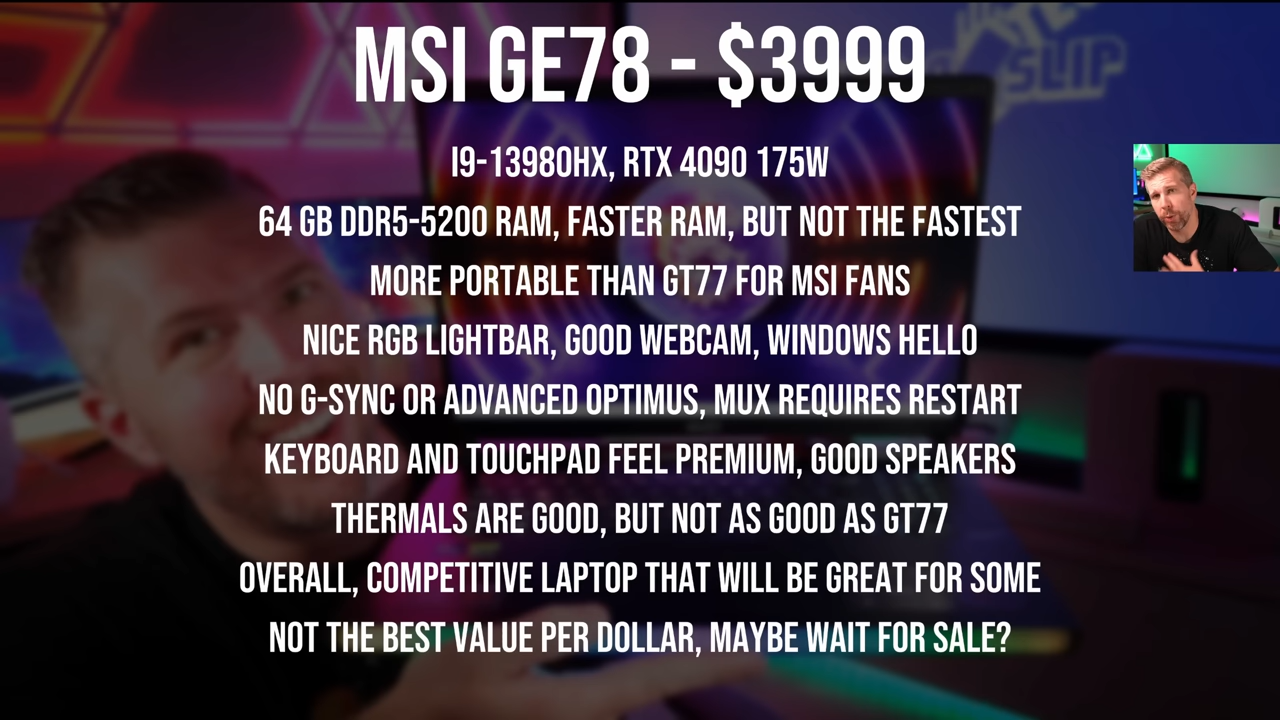 MSI GE78 - $3999
SLIP
I9-13980HX, RTX 4090 175W
64 GB DDR5-5200 RAM, FASTER RAM, BUT NOT THE FASTEST
MORE PORTABLE THAN GT77 FOR MSI FANS
NICE RGB LIGHTBAR, GOOD WEBCAM, WINDOWS HELLO
NO G-SYNC OR ADVANCED OPTIMUS, MUX REQUIRES RESTART
KEYBOARD AND TOUCHPAD FEEL PREMIUM, GOOD SPEAKERS
THERMALS ARE GOOD, BUT NOT AS GOOD AS GT77
OVERALL, COMPETITIVE LAPTOP THAT WILL BE GREAT FOR SOME
NOT THE BEST VALUE PER DOLLAR, MAYBE WAIT FOR SALE?